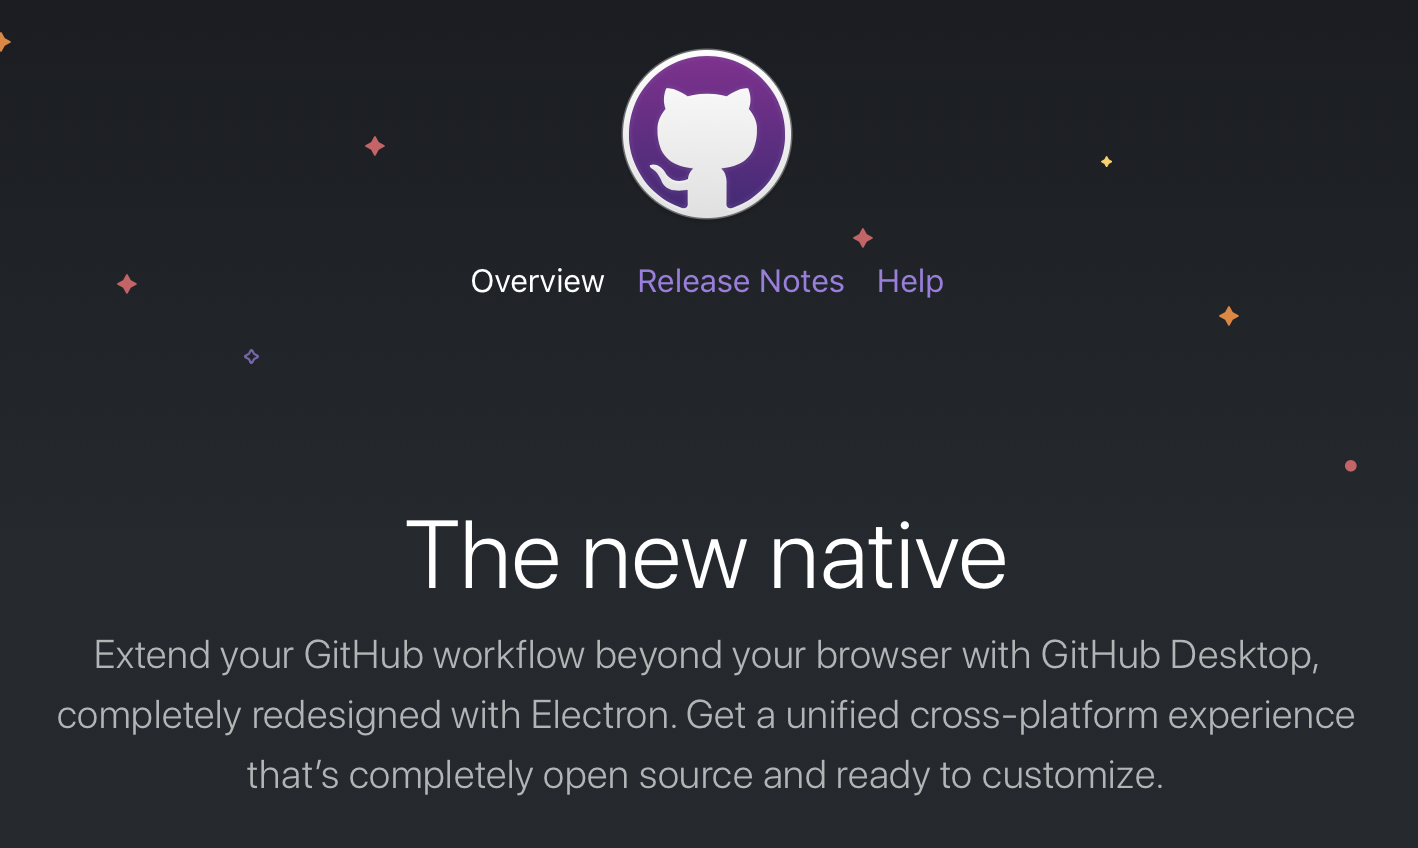 Overview Release Notes Help
The new native
Extend your GitHub workflow beyond your browser with GitHub Desktop,
completely redesigned with Electron. Get a unified cross-platform experience
that’s completely open source and ready to customize.